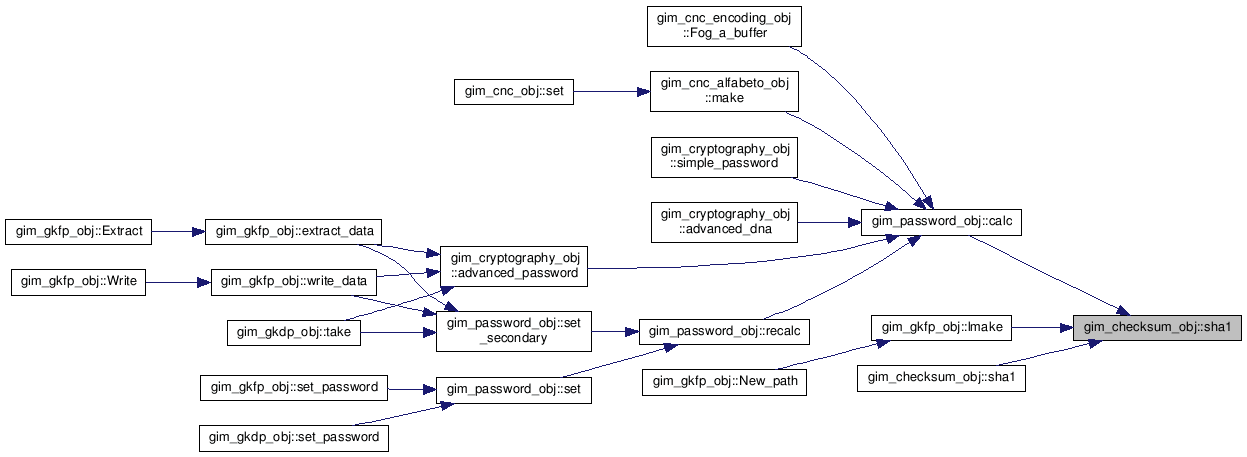 gim_cnc_encoding_obj
::Fog_a_buffer
gim_cnc_obj::set
gim_cnc_alfabeto_obj
::make
gim_cryptography_obj
::simple_password
gim_cryptography_obj
::advanced_dna
gim_password_obj::calc
gim_gkfp_obj::Extract
gim_gkfp_obj::extract_data
gim_cryptography_obj
::advanced_password
gim_gkfp_obj::Write
gim_gkfp_obj::write_data
gim_gkdp_obj::take
gim_password_obj::set
_secondary
gim_password_obj::recalc
gim_gkfp_obj::Imake
gim_checksum_obj::sha1
gim_gkfp_obj::set_password
gim_password_obj::set
gim_gkfp_obj::New_path
gim_checksum_obj::sha1
gim_gkdp_obj::set_password